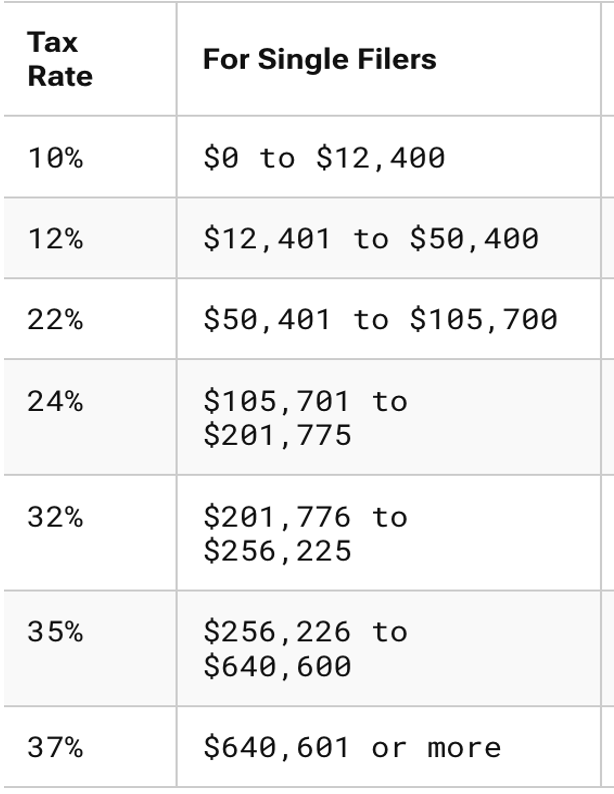 Tax
Rate
For Single Filers
10%
$0 to $12,400
12%
$12,401 to $50,400
22%
$50,401 to $105,700
24%
$105,701 to
$201,775
32%
$201,776 to
$256,225
35%
$256,226 to
$640,600
37%
$640,601 or more